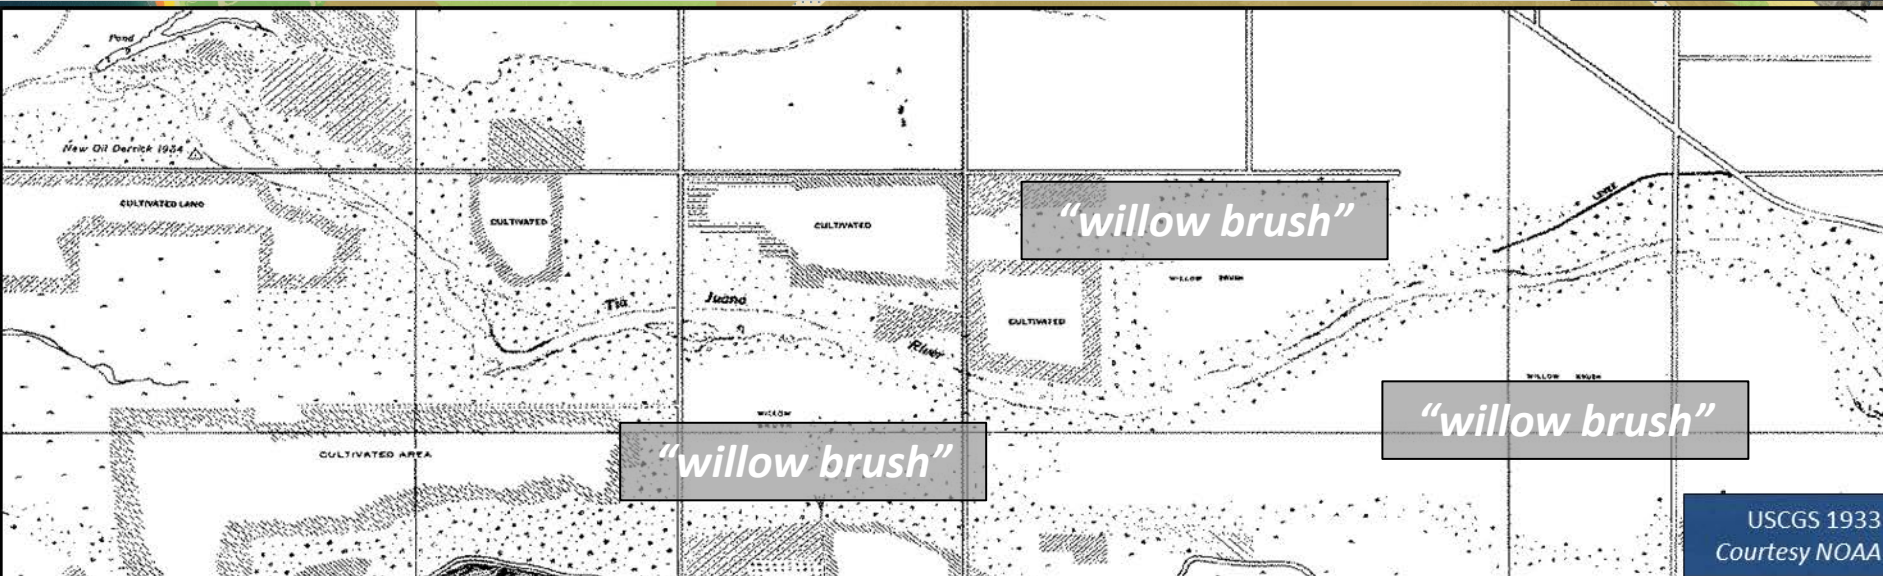 Pond
New Oil Derrick 1934
CULTIVATED LAND
CULTIVATED
CULTIVATED
“willow brush”
LEVEE
WILLOW BRUSH
Tia Juana River
CULTIVATED
WILLOW BRUSH
WILLOW
BRUSH
“willow brush”
“willow brush”
CULTIVATED AREA
USCGS 1933
Courtesy NOAA